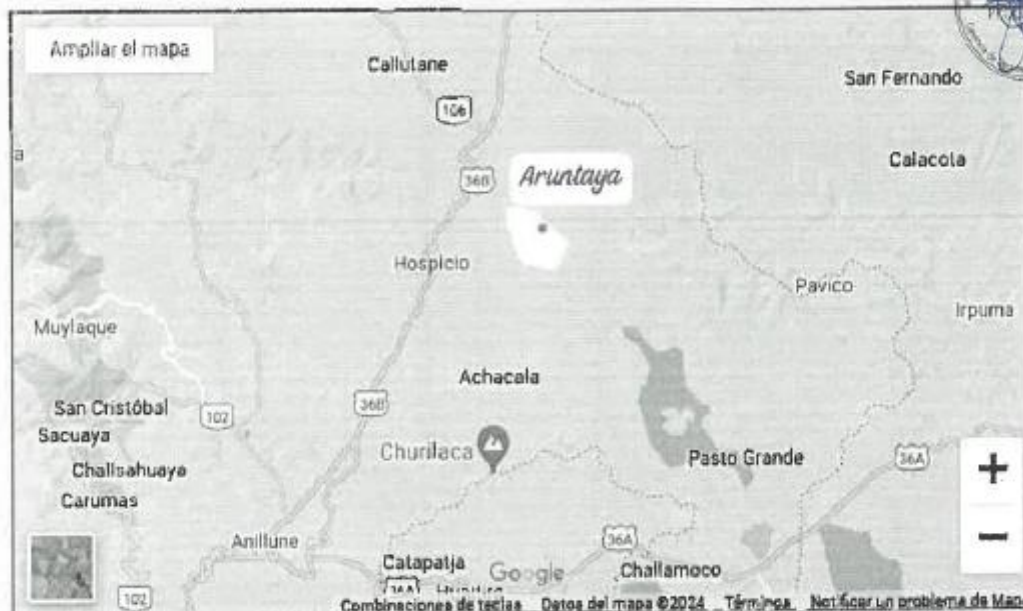 Ampliar el mapa
Callutane
San Fernando
106
Calacota
36B
Aruntaya
Hospicio
Pavico
Irpuma
Muylaque
Achacala
San Cristóbal
102
36B
Sacuaya
Churilaca
Pasto Grande
36A
Challsahuaya
Carumas
Anillune
36A
Catapatja
Google
Challamoco
36A
102
Combinaciones de teclas Datos del mapa ©2024 Términos Notificar un problema de Map